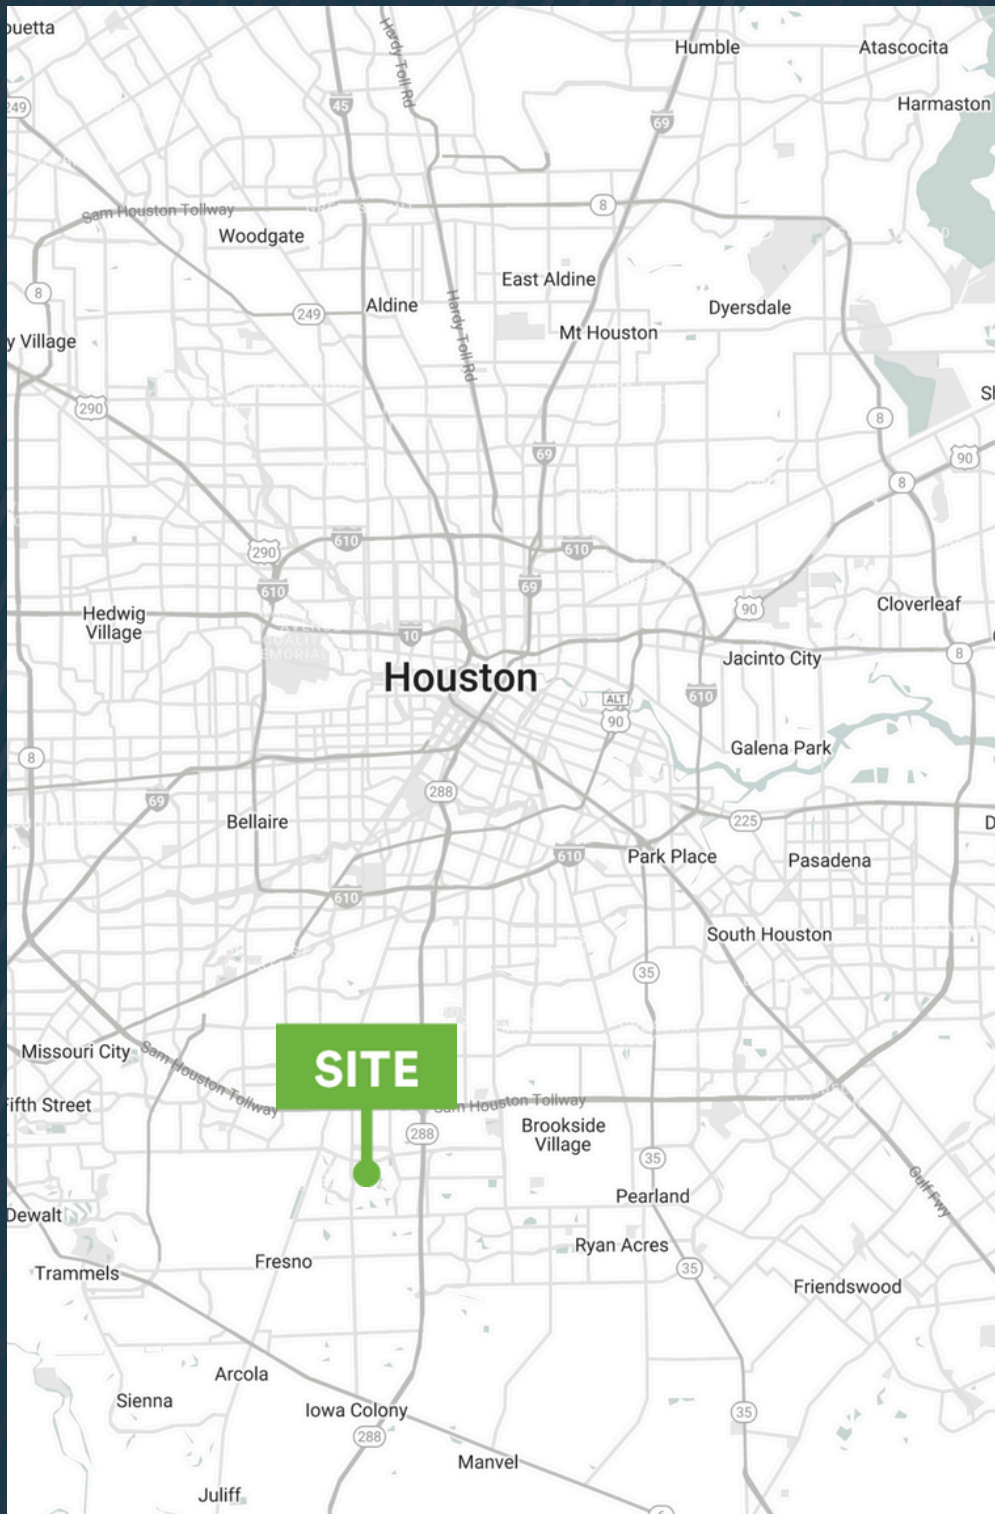 ouetta
Humble
Atascocita
Hardy Toll Rd
Harmaston
249
45
69
8
Sam Houston Tollway
Woodgate
East Aldine
8
249
Aldine
Dyersdale
Hardy Toll Rd
Mt Houston
y Village
290
8
69
90
8
290
610
610
610
69
Hedwig
Village
10
90
Cloverleaf
8
Jacinto City
Houston
610
ALT
90
Galena Park
8
69
288
225
Bellaire
610
Park Place
Pasadena
610
South Houston
35
Missouri City
Sam Houston Tollway
SITE
Fifth Street
Sam Houston Tollway
288
Brookside
Village
35
Pearland
Gulf Fwy
Dewalt
Ryan Acres
Fresno
35
Trammels
Friendswood
Arcola
Sienna
Iowa Colony
35
288
Manvel
Juliff